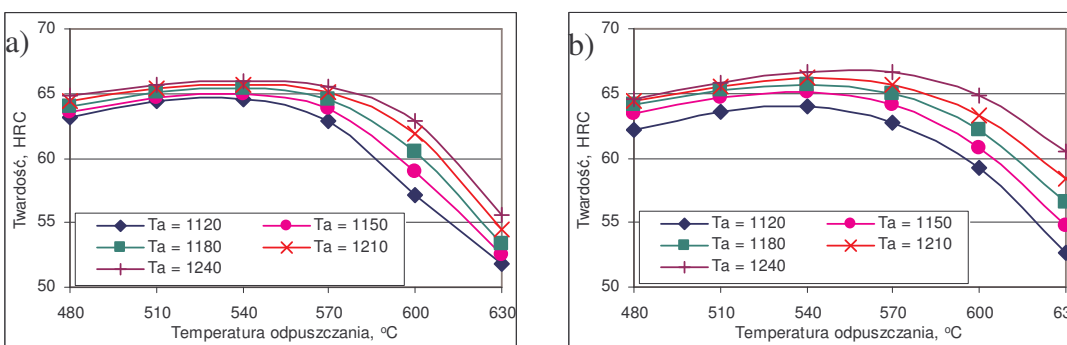 a)
Twardość, HRC
70
65
60
55
50
Ta = 1120
Ta = 1150
Ta = 1180
Ta = 1210
Ta = 1240
480 510 540 570 600 630
Temperatura odpuszczania, °C
b)
Twardość, HRC
70
65
60
55
50
Ta = 1120
Ta = 1150
Ta = 1180
Ta = 1210
Ta = 1240
480 510 540 570 600 630
Temperatura odpuszczania, °C